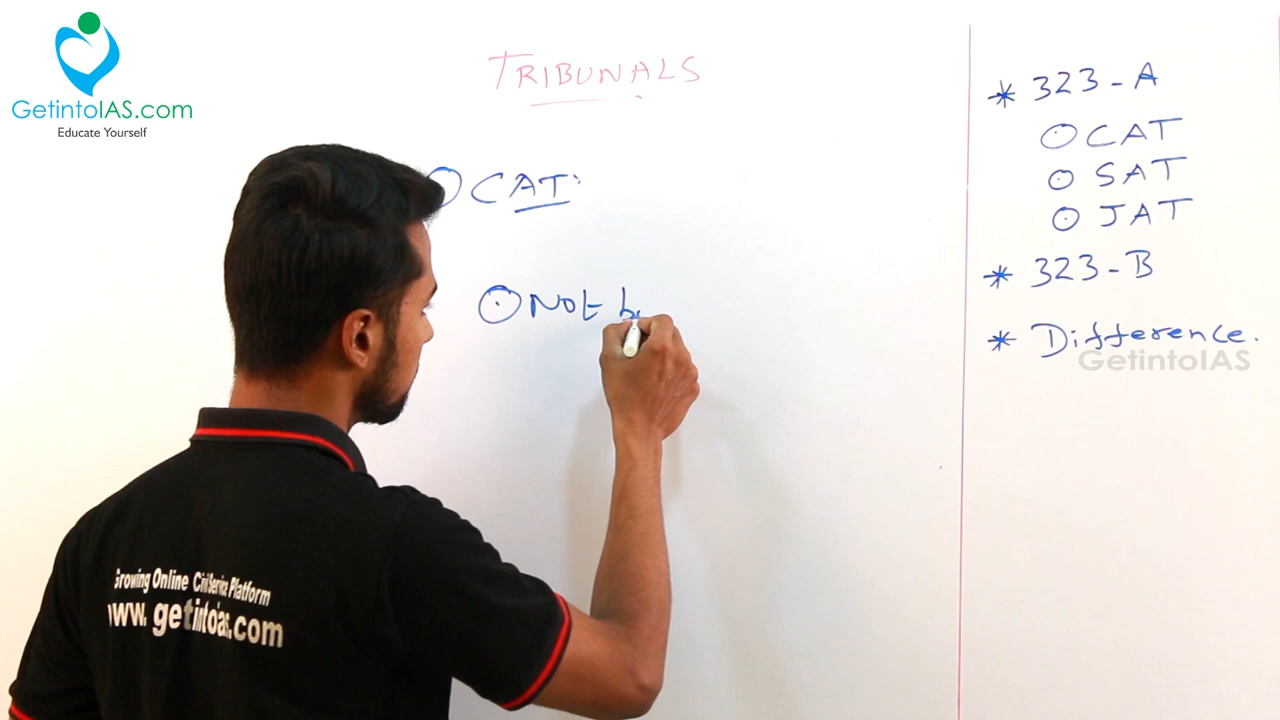 GetintoIAS.com
Educate Yourself
TRIBUNALS
CAT:
Not
* 323-A
CAT
SAT
JAT
* 323-B
* Difference.
GetintoIAS
Growing Online Civil Service Platform
www.getintoias.com